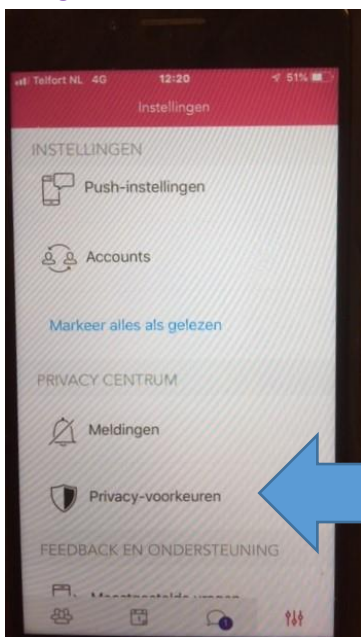 Telfort NL 4G 12:20 51%
Instellingen
INSTELLINGEN
Push-instellingen
Accounts
Markeer alles als gelezen
PRIVACY CENTRUM
Meldingen
Privacy-voorkeuren
FEEDBACK EN ONDERSTEUNING